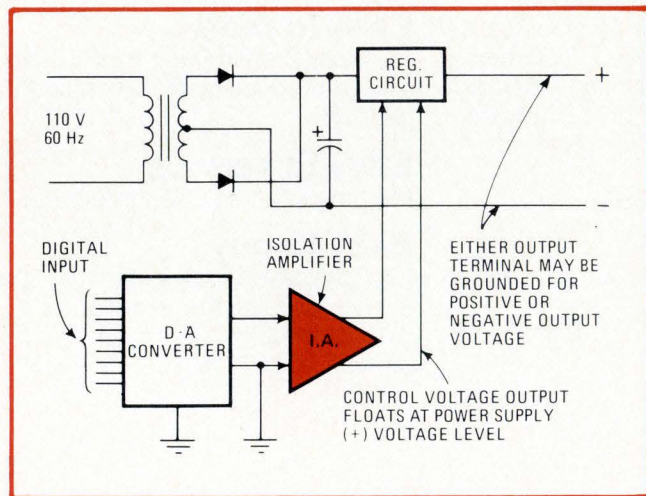 110 V
60 Hz
REG.
CIRCUIT
+
+
–
DIGITAL
INPUT
ISOLATION
AMPLIFIER
D-A
CONVERTER
I.A.
EITHER OUTPUT
TERMINAL MAY BE
GROUNDED FOR
POSITIVE OR
NEGATIVE OUTPUT
VOLTAGE
CONTROL VOLTAGE OUTPUT
FLOATS AT POWER SUPPLY
(+) VOLTAGE LEVEL